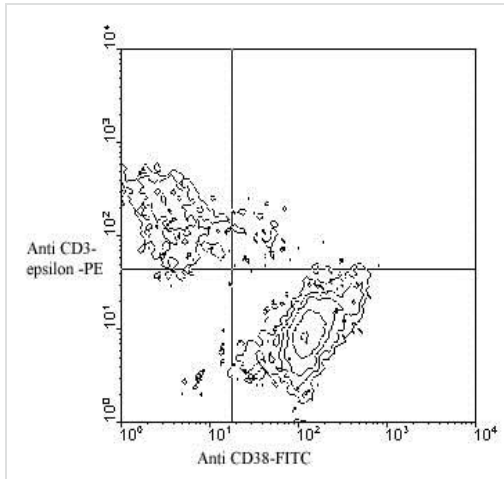 10⁴
10³
10²
10¹
10⁰
Anti CD3-
epsilon -PE
10⁰ 10¹ 10² 10³ 10⁴
Anti CD38-FITC